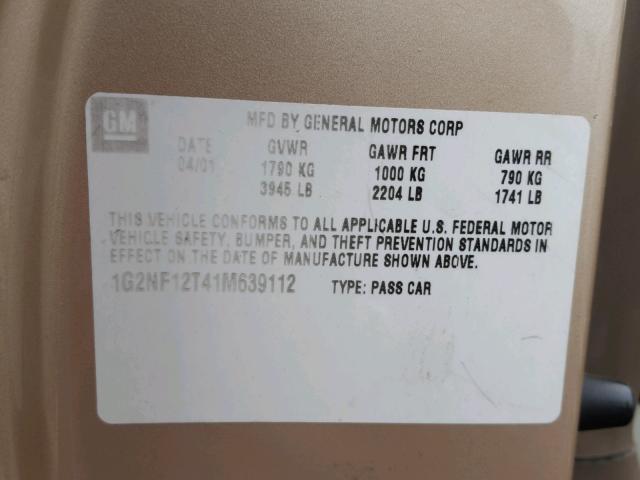 GM
MFD BY GENERAL MOTORS CORP
DATE GVWR GAWR FRT GAWR RR
04/01 1790 KG 1000 KG 790 KG
3945 LB 2204 LB 1741 LB
THIS VEHICLE CONFORMS TO ALL APPLICABLE U.S. FEDERAL MOTOR
VEHICLE SAFETY, BUMPER, AND THEFT PREVENTION STANDARDS IN
EFFECT ON THE DATE OF MANUFACTURE SHOWN ABOVE.
1G2NF12T41M639112 TYPE: PASS CAR